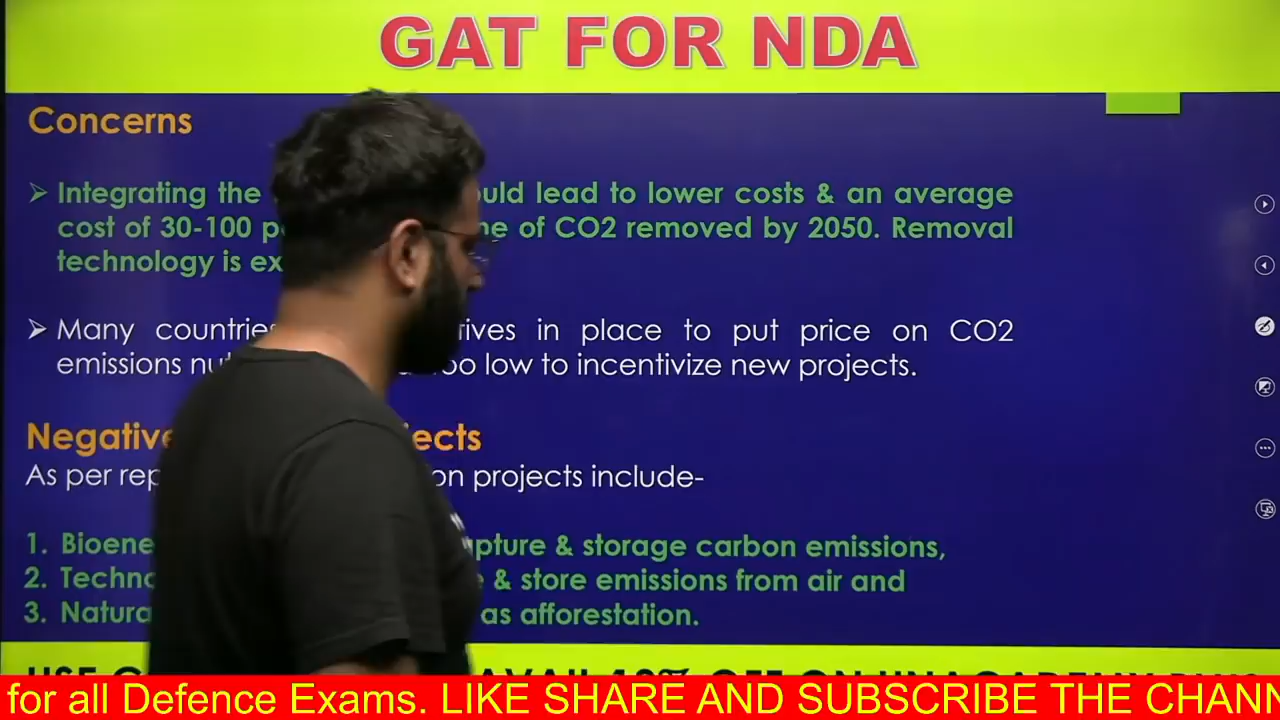 GAT FOR NDA
Concerns
Integrating the ould lead to lower costs & an average
cost of 30-100 ne of CO2 removed by 2050. Removal
technology is ex
Many countries tives in place to put price on CO2
emissions nu too low to incentivize new projects.
Negative jects
As per rep on projects include-
1. Bioene pture & storage carbon emissions,
2. Techno & store emissions from air and
3. Natura as afforestation.
for all Defence Exams. LIKE SHARE AND SUBSCRIBE THE CHANN